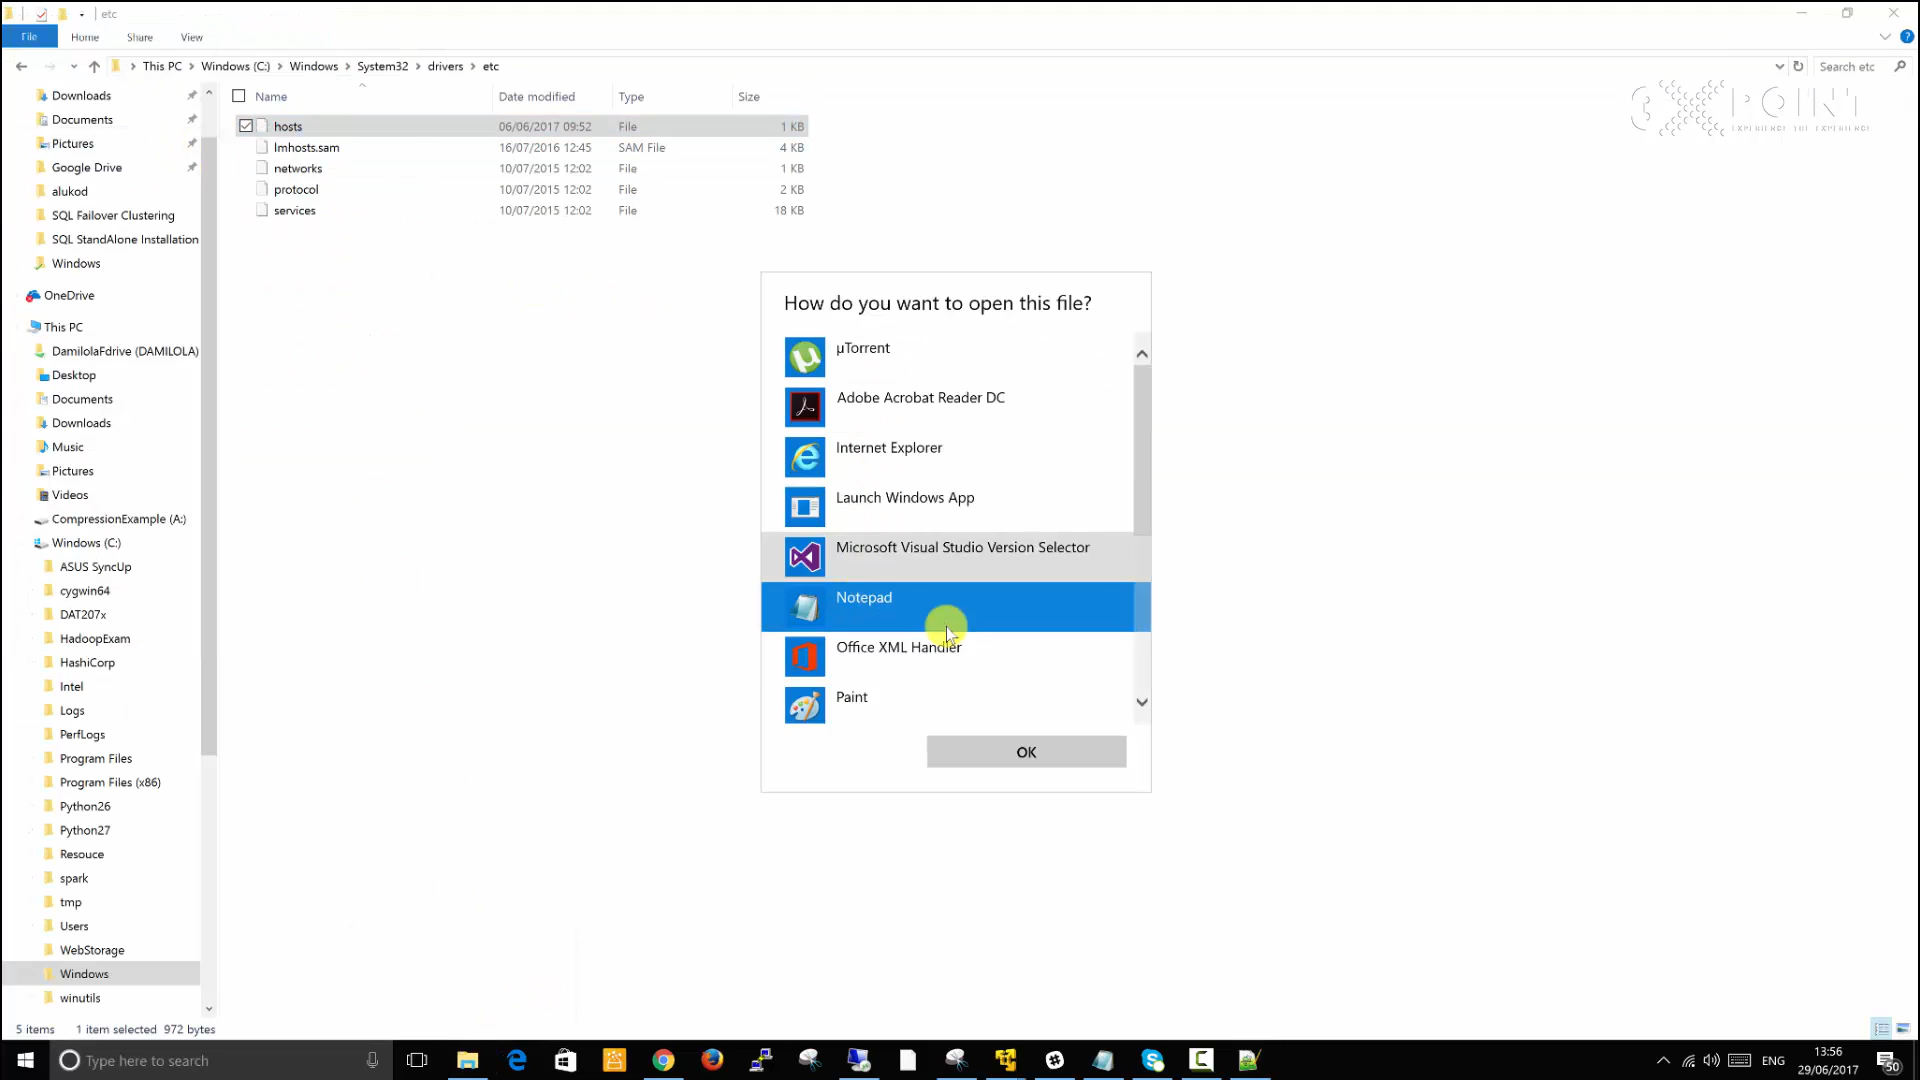 etc
File Home Share View
This PC Windows (C:) Windows System32 drivers etc
Search etc
Name Date modified Type Size
hosts 06/06/2017 09:52 File 1 KB
lmhosts.sam 16/07/2016 12:45 SAM File 4 KB
networks 10/07/2015 12:02 File 1 KB
protocol 10/07/2015 12:02 File 2 KB
services 10/07/2015 12:02 File 18 KB
3XPOINT
Downloads
Documents
Pictures
Google Drive
alukod
SQL Failover Clustering
SQL StandAlone Installation
Windows
OneDrive
This PC
DamilolaFdrive (DAMILOLA)
Desktop
Documents
Downloads
Music
Pictures
Videos
CompressionExample (A:)
Windows (C:)
ASUS SyncUp
cygwin64
DAT207x
HadoopExam
HashiCorp
Intel
Logs
PerfLogs
Program Files
Program Files (x86)
Python26
Python27
Resouce
spark
tmp
Users
WebStorage
Windows
winutils
How do you want to open this file?
µTorrent
Adobe Acrobat Reader DC
Internet Explorer
Launch Windows App
Microsoft Visual Studio Version Selector
Notepad
Office XML Handler
Paint
OK
5 items 1 item selected 972 bytes
Type here to search
ENG
13:56
29/06/2017
50